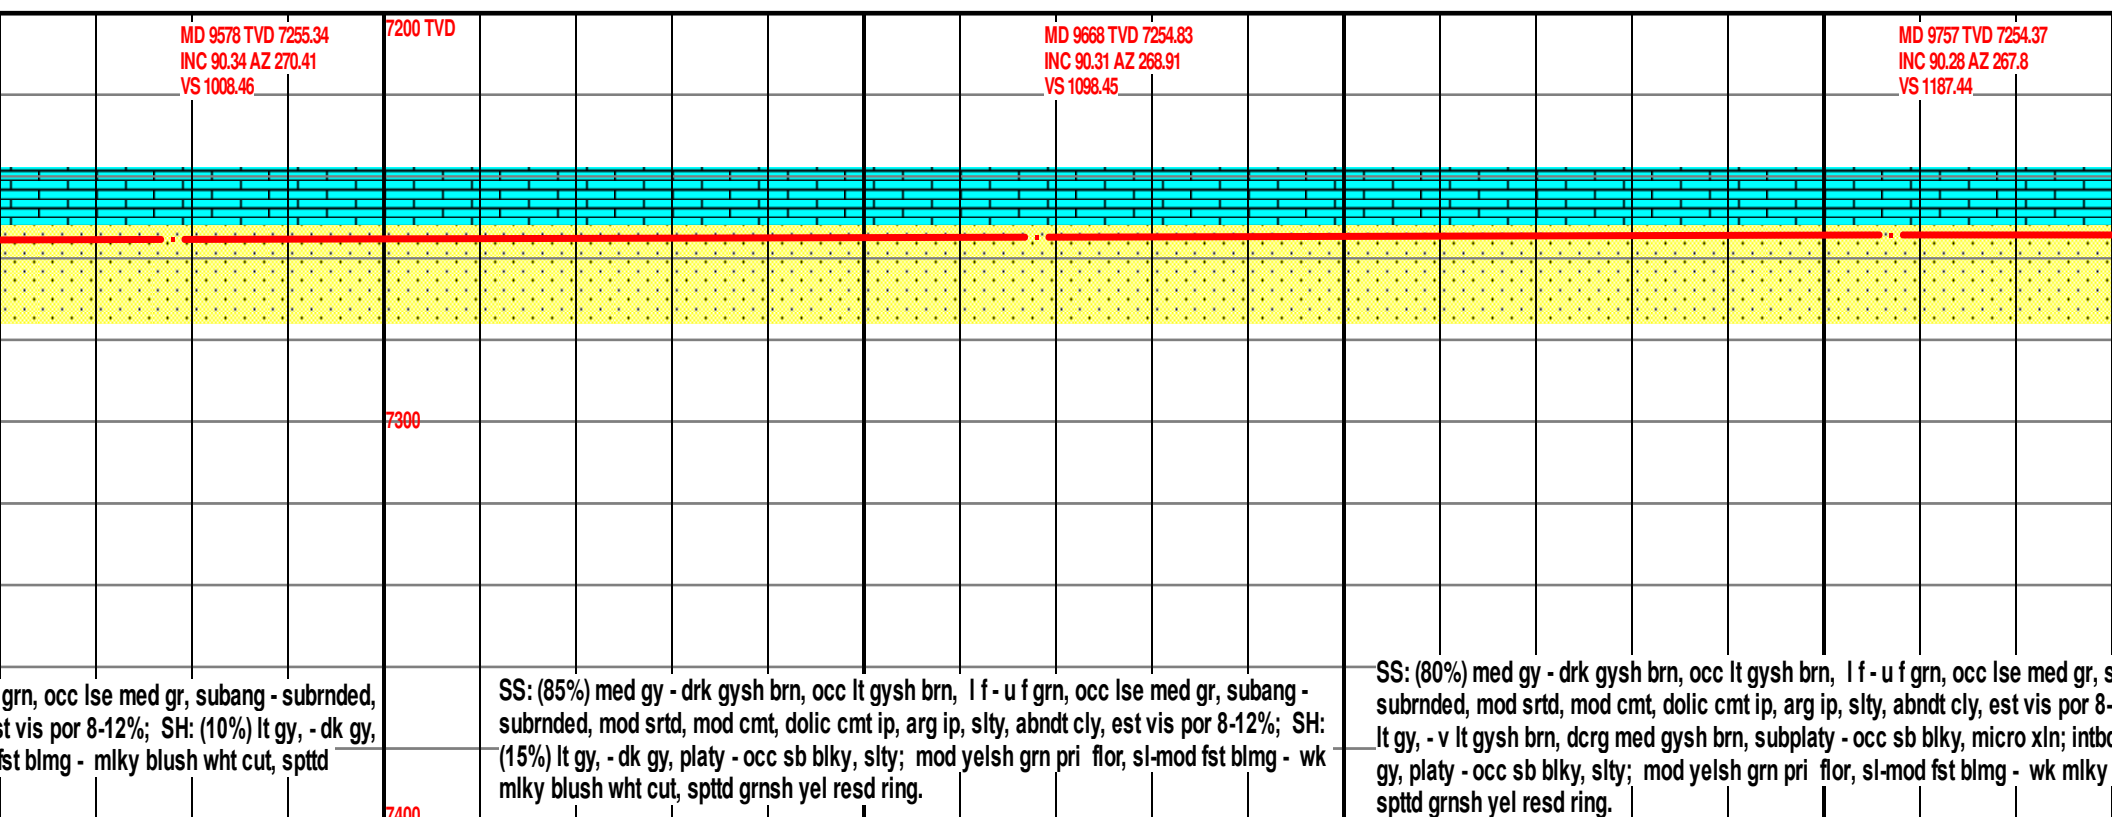 MD 9578 TVD 7255.34
INC 90.34 AZ 270.41
VS 1008.46
7200 TVD
MD 9668 TVD 7254.83
INC 90.31 AZ 268.91
VS 1098.45
MD 9757 TVD 7254.37
INC 90.28 AZ 267.8
VS 1187.44
7300
grn, occ lse med gr, subang - subrnded,
vis por 8-12%; SH: (10%) lt gy, - dk gy,
fst blmg - mlky blush wht cut, spttd
SS: (85%) med gy - drk gysh brn, occ lt gysh brn, l f - u f grn, occ lse med gr, subang -
subrnded, mod srtd, mod cmt, dolic cmt ip, arg ip, slty, abndt cly, est vis por 8-12%; SH:
(15%) lt gy, - dk gy, platy - occ sb blky, slty; mod yelsh grn pri flor, sl-mod fst blmg - wk
mlky blush wht cut, spttd grnsh yel resd ring.
SS: (80%) med gy - drk gysh brn, occ lt gysh brn, l f - u f grn, occ lse med gr,
subrnded, mod srtd, mod cmt, dolic cmt ip, arg ip, slty, abndt cly, est vis por 8-
lt gy, - v lt gysh brn, dcrg med gysh brn, subplaty - occ sb blky, micro xln;
gy, platy - occ sb blky, slty; mod yelsh grn pri flor, sl-mod fst blmg - wk mlky
spttd grnsh yel resd ring.
7400